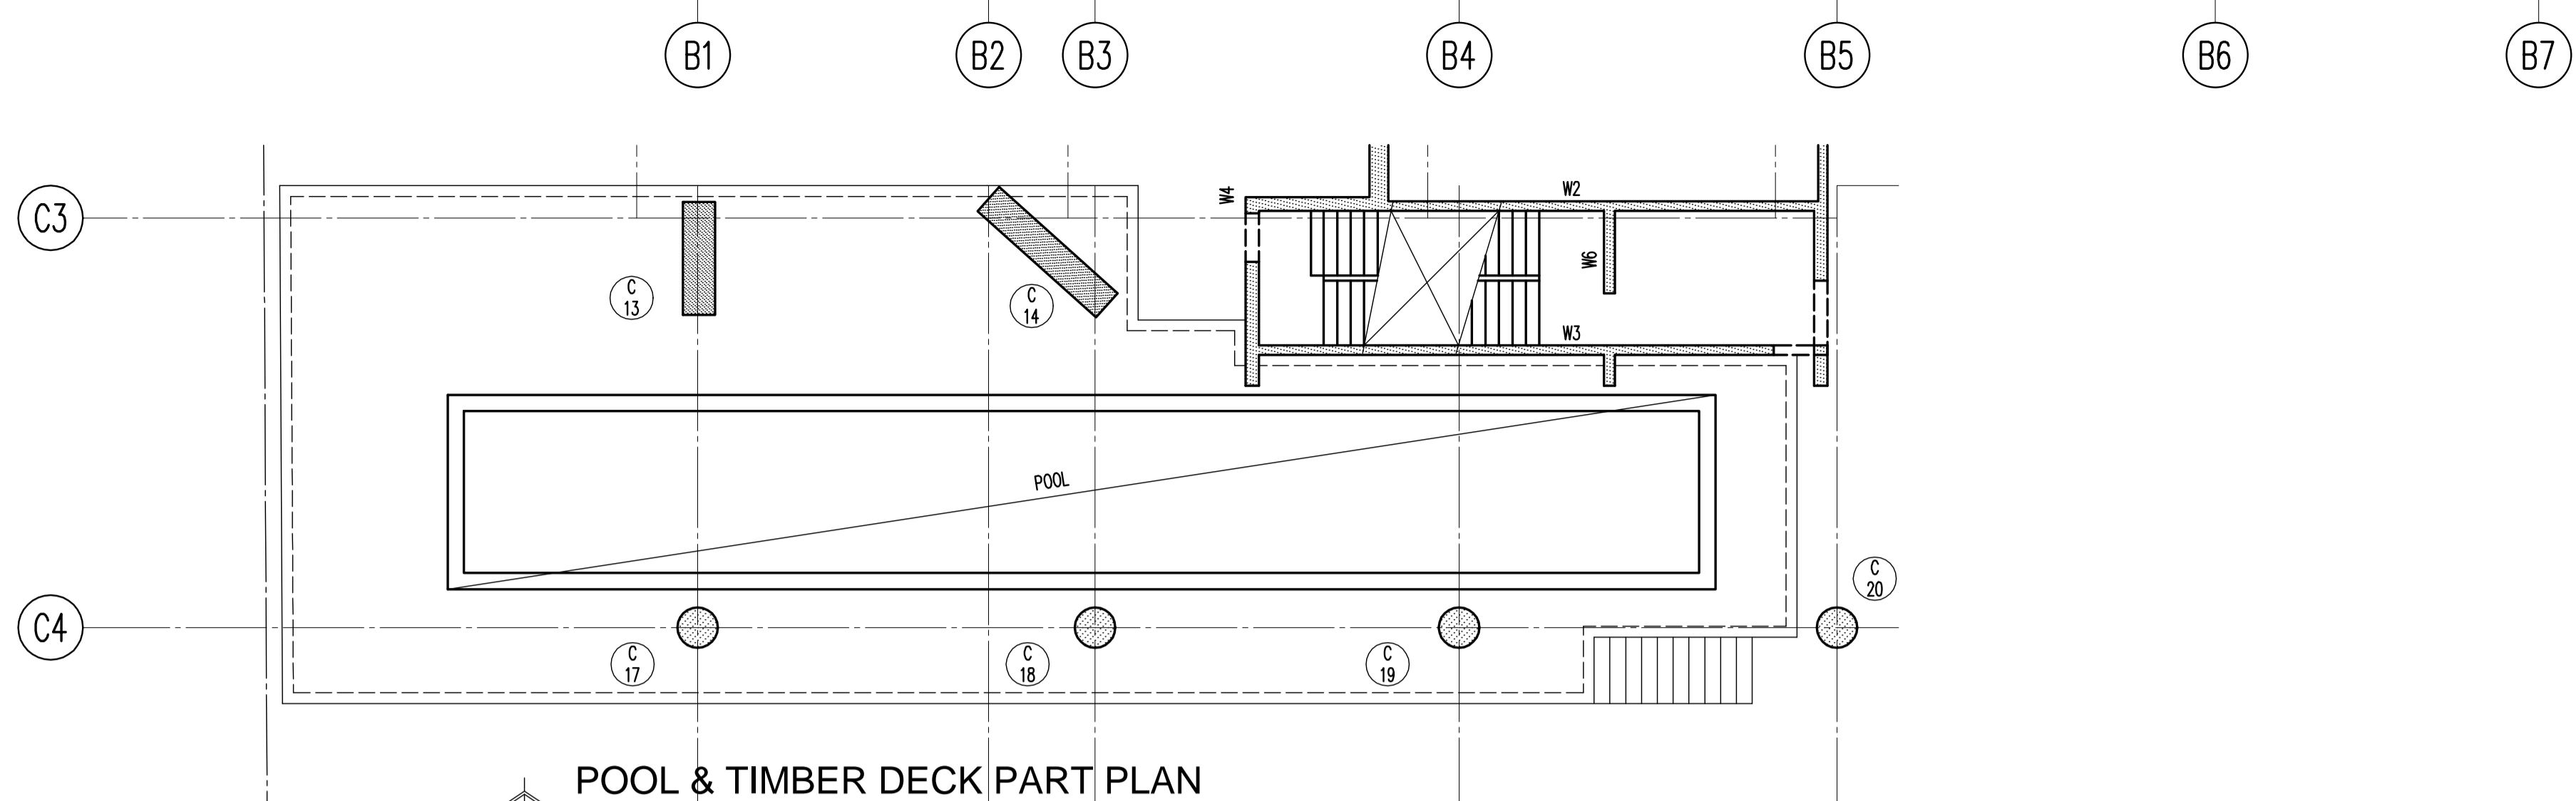 B1 B2 B3 B4 B5 B6 B7
W4
W2
C3
W6
C
13
C
14
W3
POOL
C
20
C4
C
17
C
18
C
19
POOL & TIMBER DECK PART PLAN